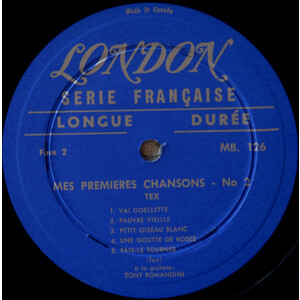 Made in Canada
LONDON
SERIE FRANÇAISE
LONGUE DURÉE
Face 2 MB. 126
MES PREMIERES CHANSONS - No 2
TEX
1. VAI GOELLETTE
2. PAUVRE VIEILLE
3. PETIT OISEAU BLANC
4. UNE GOUTTE DE ROSEE
5. FAIS-LE TOURNER
(Tex)
à la guitare:
TONY ROMANDINI